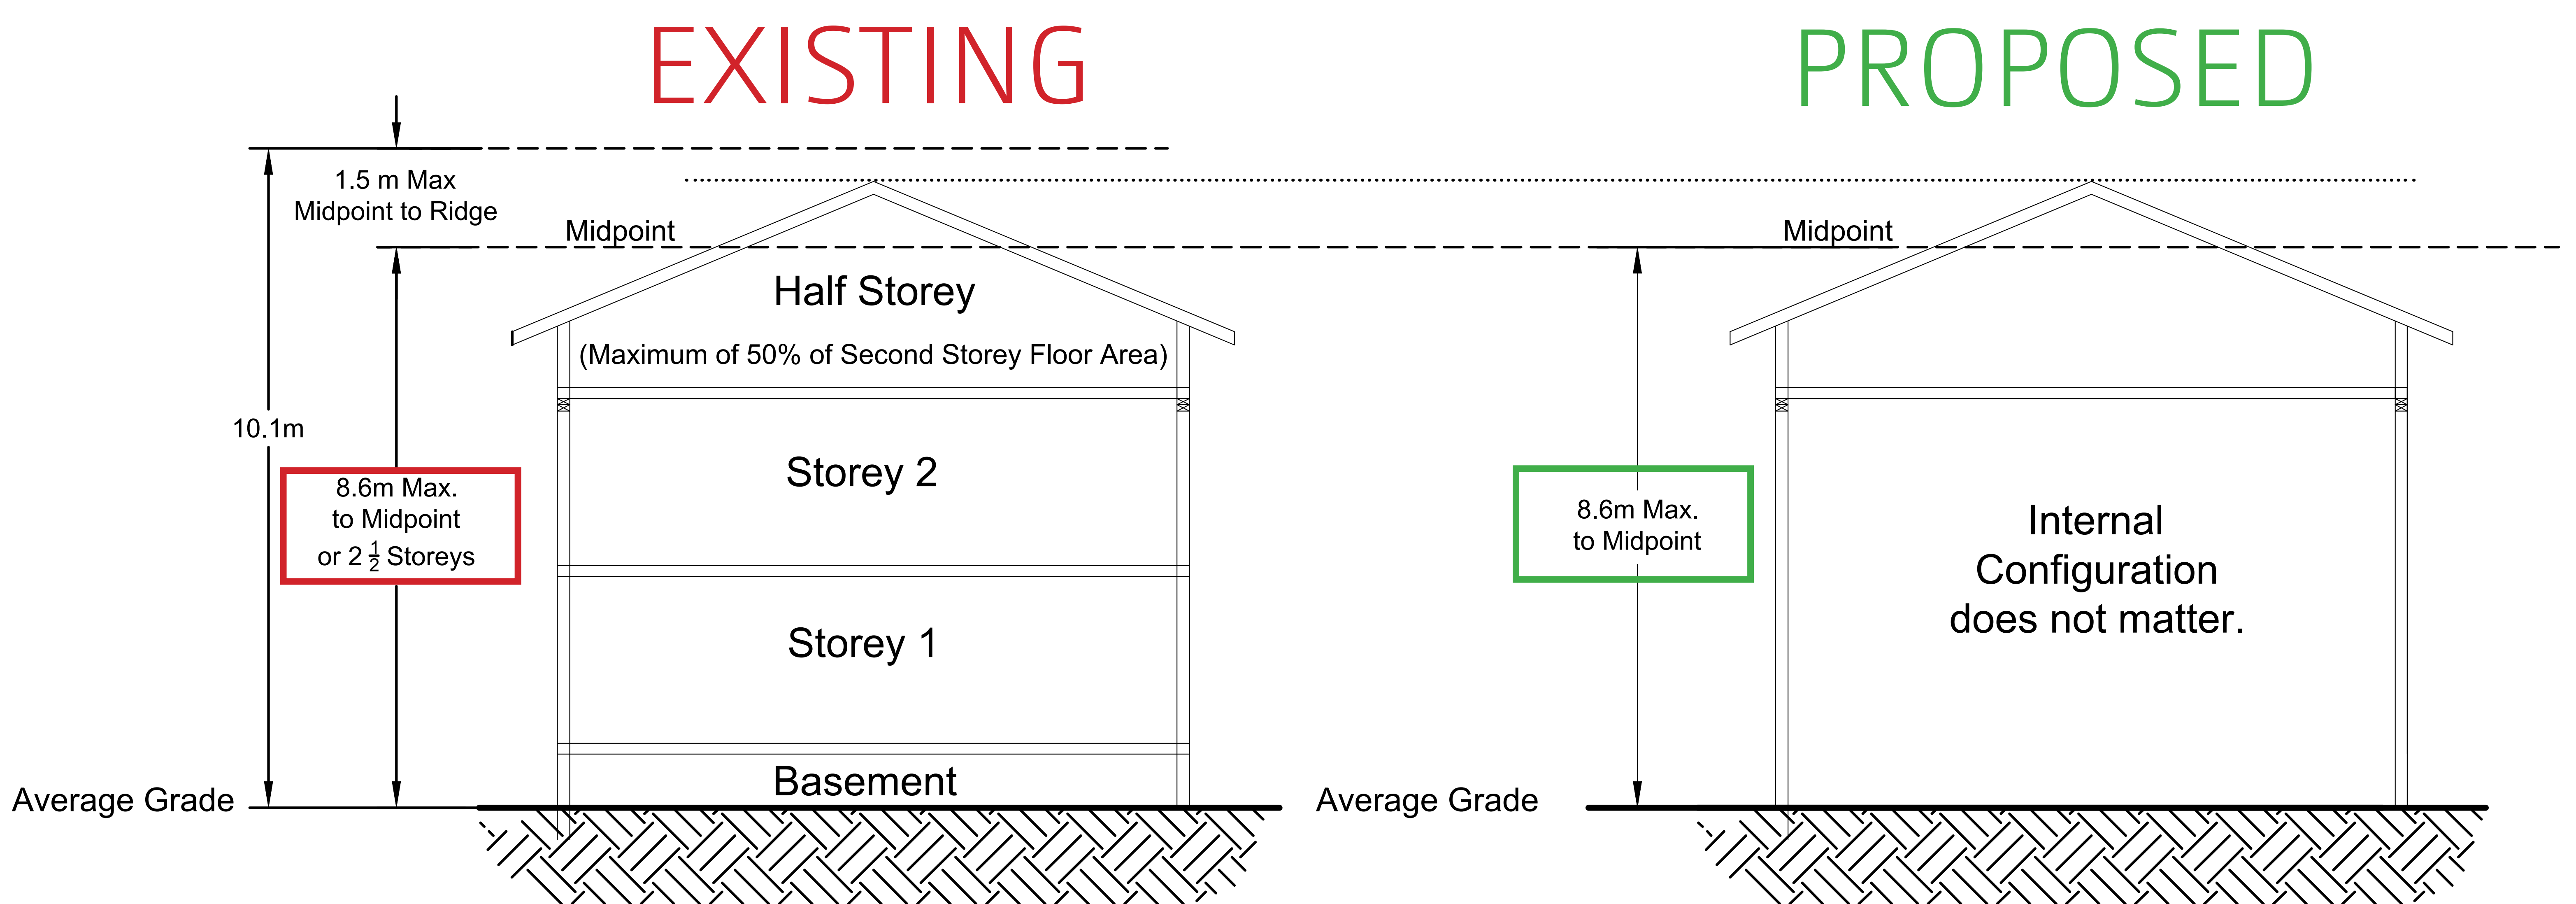 EXISTING
PROPOSED
1.5 m Max
Midpoint to Ridge
Midpoint
Midpoint
Half Storey
(Maximum of 50% of Second Storey Floor Area)
10.1m
8.6m Max.
to Midpoint
or 2 1/2 Storeys
Storey 2
Storey 1
Basement
Average Grade
8.6m Max.
to Midpoint
Internal
Configuration
does not matter.
Average Grade